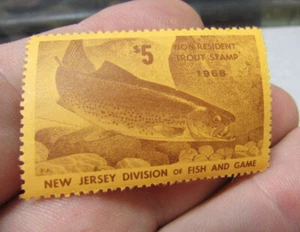 $5
NON-RESIDENT
TROUT STAMP
1968
NEW JERSEY DIVISION OF FISH AND GAME